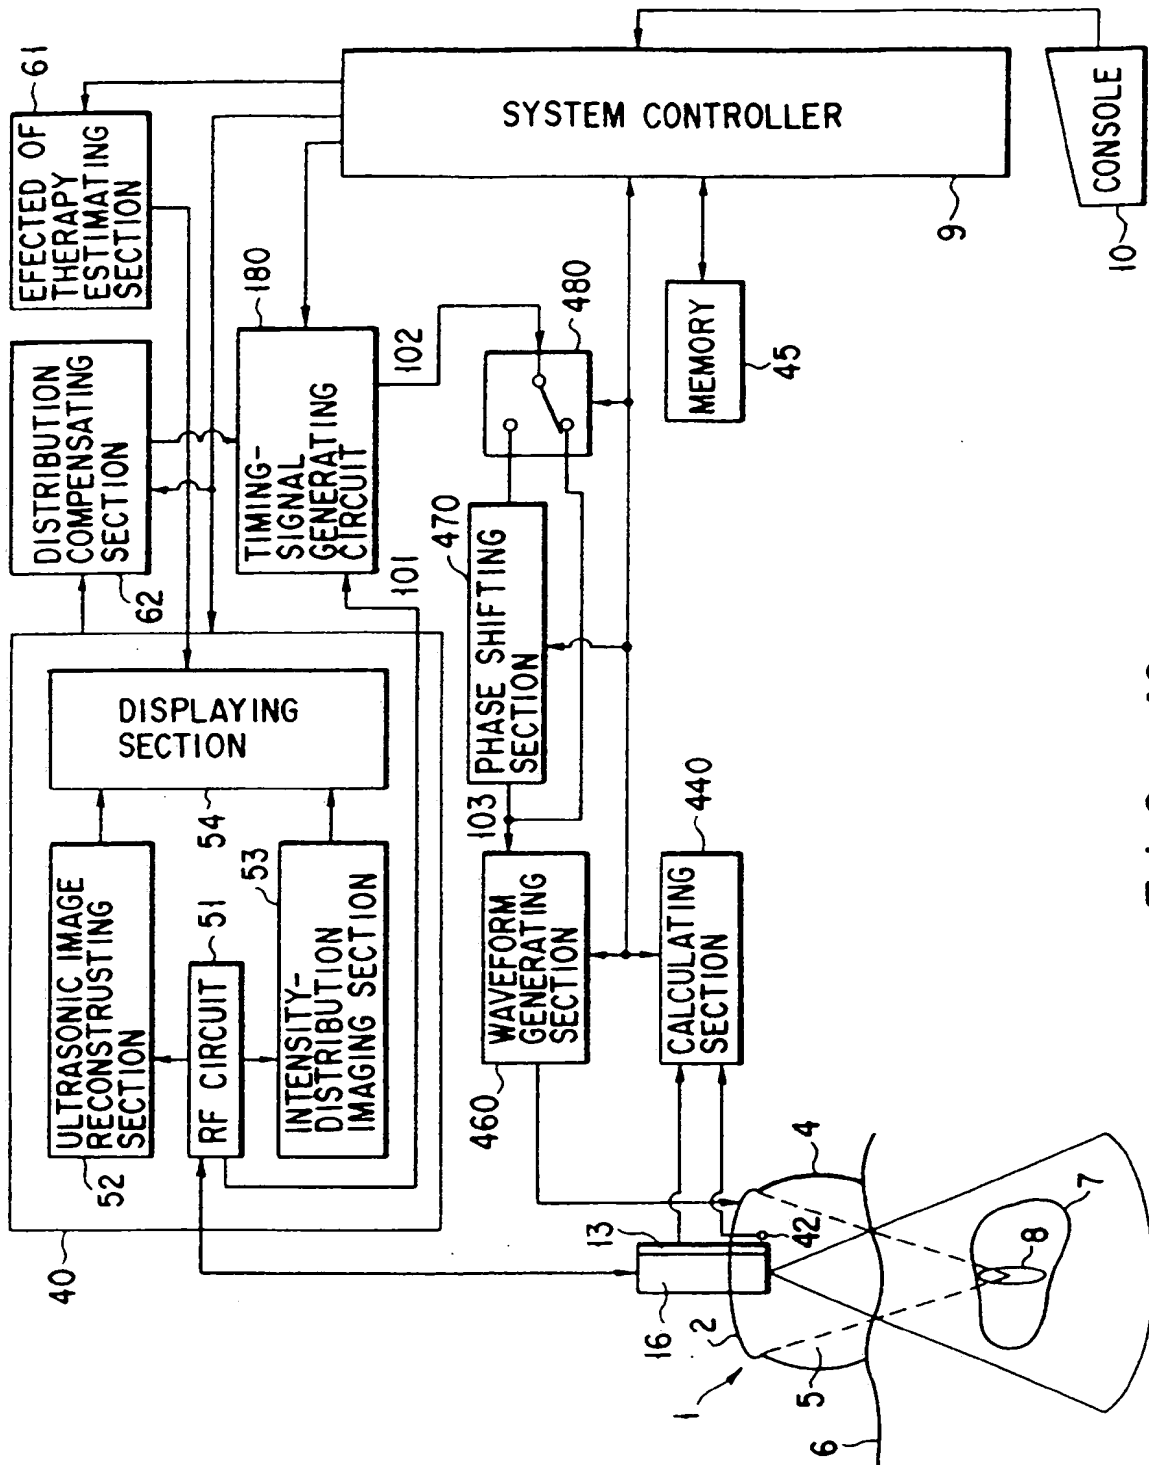 EFECTED OF
THERAPY
ESTIMATING
SECTION
61
DISTRIBUTION
COMPENSATING
SECTION
62
TIMING-
SIGNAL
GENERATING
CIRCUIT
180
101
102
SYSTEM CONTROLLER
9
CONSOLE
10
DISPLAYING
SECTION
54
ULTRASONIC IMAGE
RECONSTRUSTING
SECTION
52
RF CIRCUIT
51
INTENSITY-
DISTRIBUTION
IMAGING SECTION
53
40
480
PHASE SHIFTING
SECTION
470
103
MEMORY
45
WAVEFORM
GENERATING
SECTION
460
CALCULATING
SECTION
440
13
16
2
1
4
42
5
6
7
8